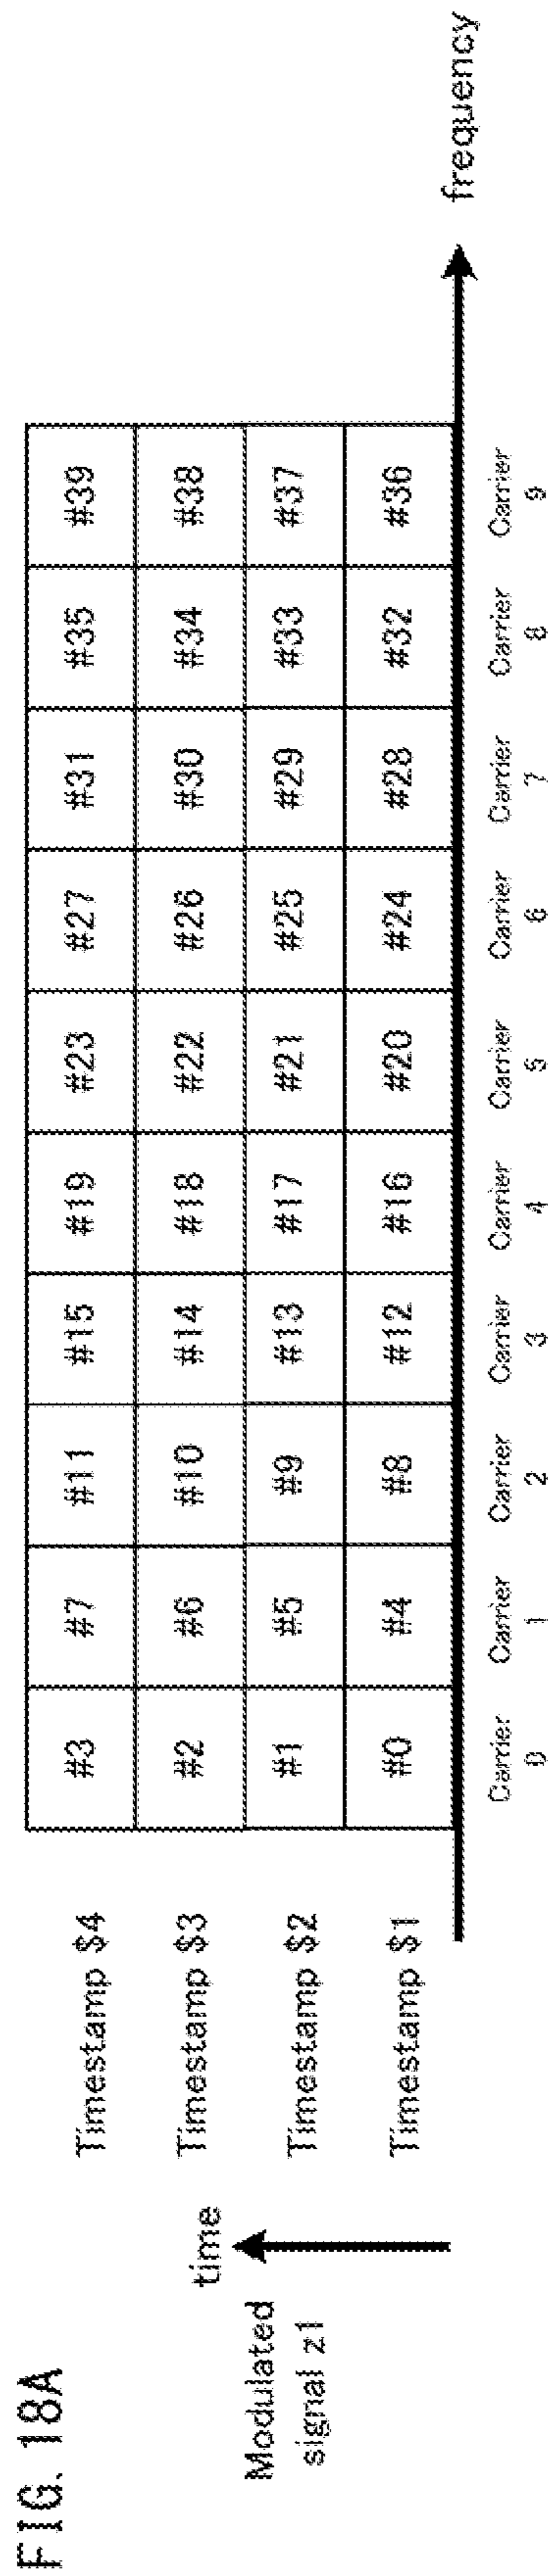 FIG. 18A
Modulated
signal z1
time
Timestamp $4
#3 #7 #11 #15 #19 #23 #27 #31 #35 #39
Timestamp $3
#2 #6 #10 #14 #18 #22 #26 #30 #34 #38
Timestamp $2
#1 #5 #9 #13 #17 #21 #25 #29 #33 #37
Timestamp $1
#0 #4 #8 #12 #16 #20 #24 #28 #32 #36
frequency
Carrier Carrier Carrier Carrier Carrier Carrier Carrier Carrier Carrier Carrier
0 1 2 3 4 5 6 7 8 9